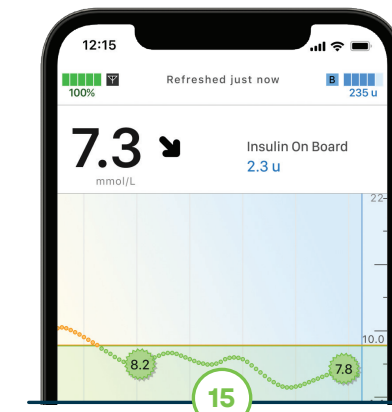 12:15
Refreshed just now
B
100%
235 u
7.3
mmol/L
Insulin On Board
2.3 u
22
10.0
8.2
7.8
15